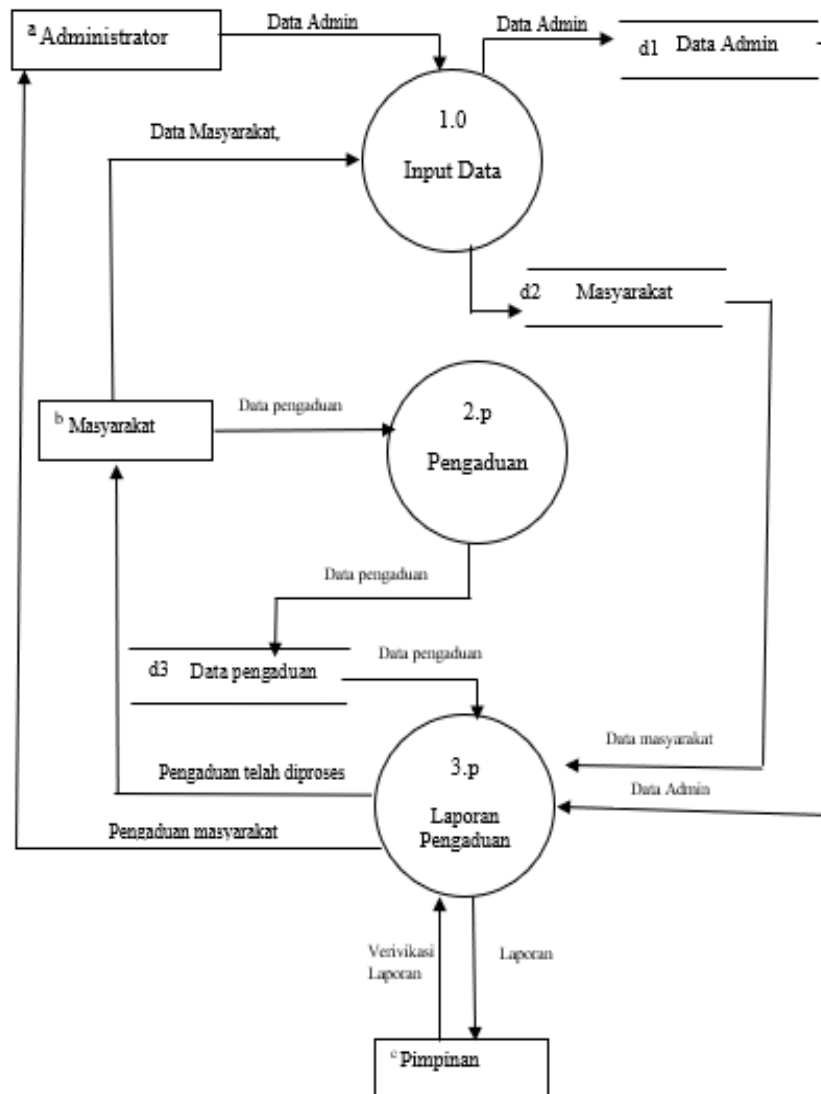 a Administrator
Data Admin
Data Admin
d1 Data Admin
1.0
Input Data
Data Masyarakat,
d2 Masyarakat
b Masyarakat
Data pengaduan
2.p
Pengaduan
Data pengaduan
d3 Data pengaduan
Data pengaduan
Data masyarakat
Pengaduan telah diproses
3.p
Laporan
Pengaduan
Data Admin
Pengaduan masyarakat
Verivikasi
Laporan
Laporan
c Pimpinan